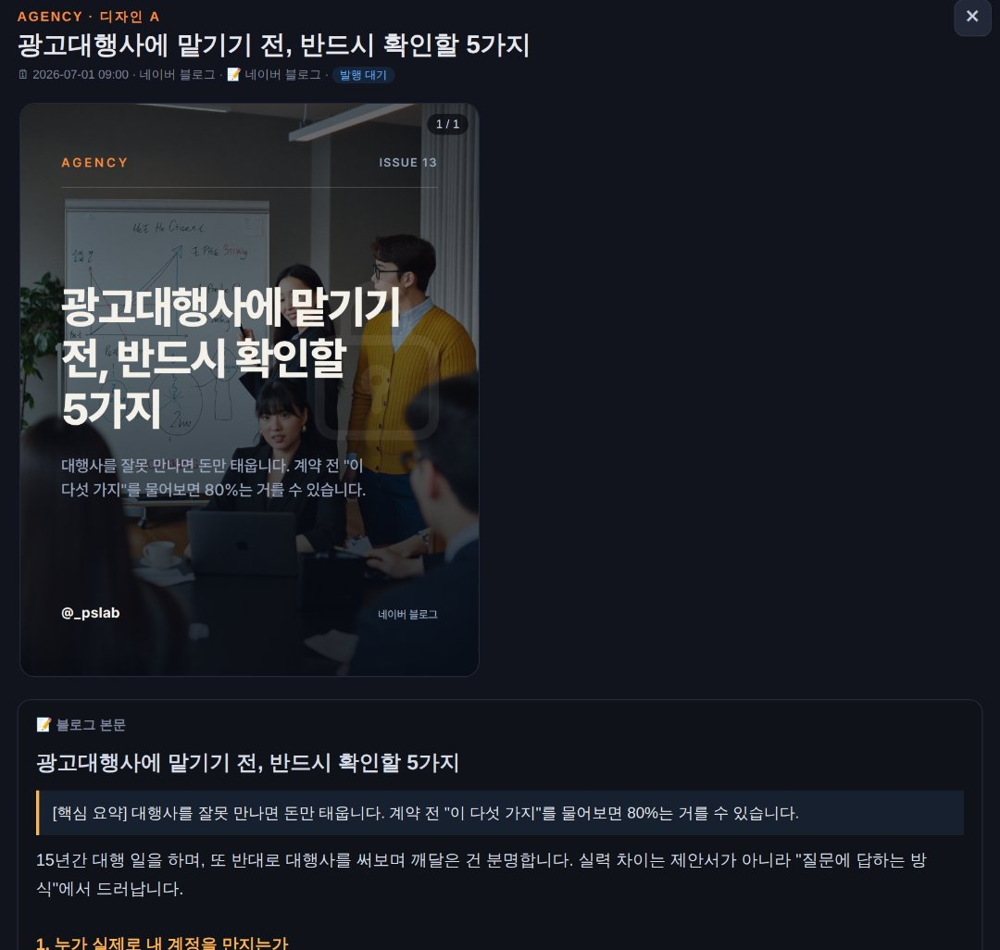 AGENCY · 디자인 A
광고대행사에 맡기기 전, 반드시 확인할 5가지
2026-07-01 09:00 · 네이버 블로그 · 📝 네이버 블로그 · 발행 대기
1 / 1
AGENCY
ISSUE 13
광고대행사에 맡기기
전, 반드시 확인할
5가지
대행사를 잘못 만나면 돈만 태웁니다. 계약 전 "이
다섯 가지"를 물어보면 80%는 거를 수 있습니다.
@_pslab
네이버 블로그
📝 블로그 본문
광고대행사에 맡기기 전, 반드시 확인할 5가지
[핵심 요약] 대행사를 잘못 만나면 돈만 태웁니다. 계약 전 "이 다섯 가지"를 물어보면 80%는 거를 수 있습니다.
15년간 대행 일을 하며, 또 반대로 대행사를 써보며 깨달은 건 분명합니다. 실력 차이는 제안서가 아니라 "질문에 답하는 방
식"에서 드러납니다.
1. 누가 실제로 내 계정을 만지는가